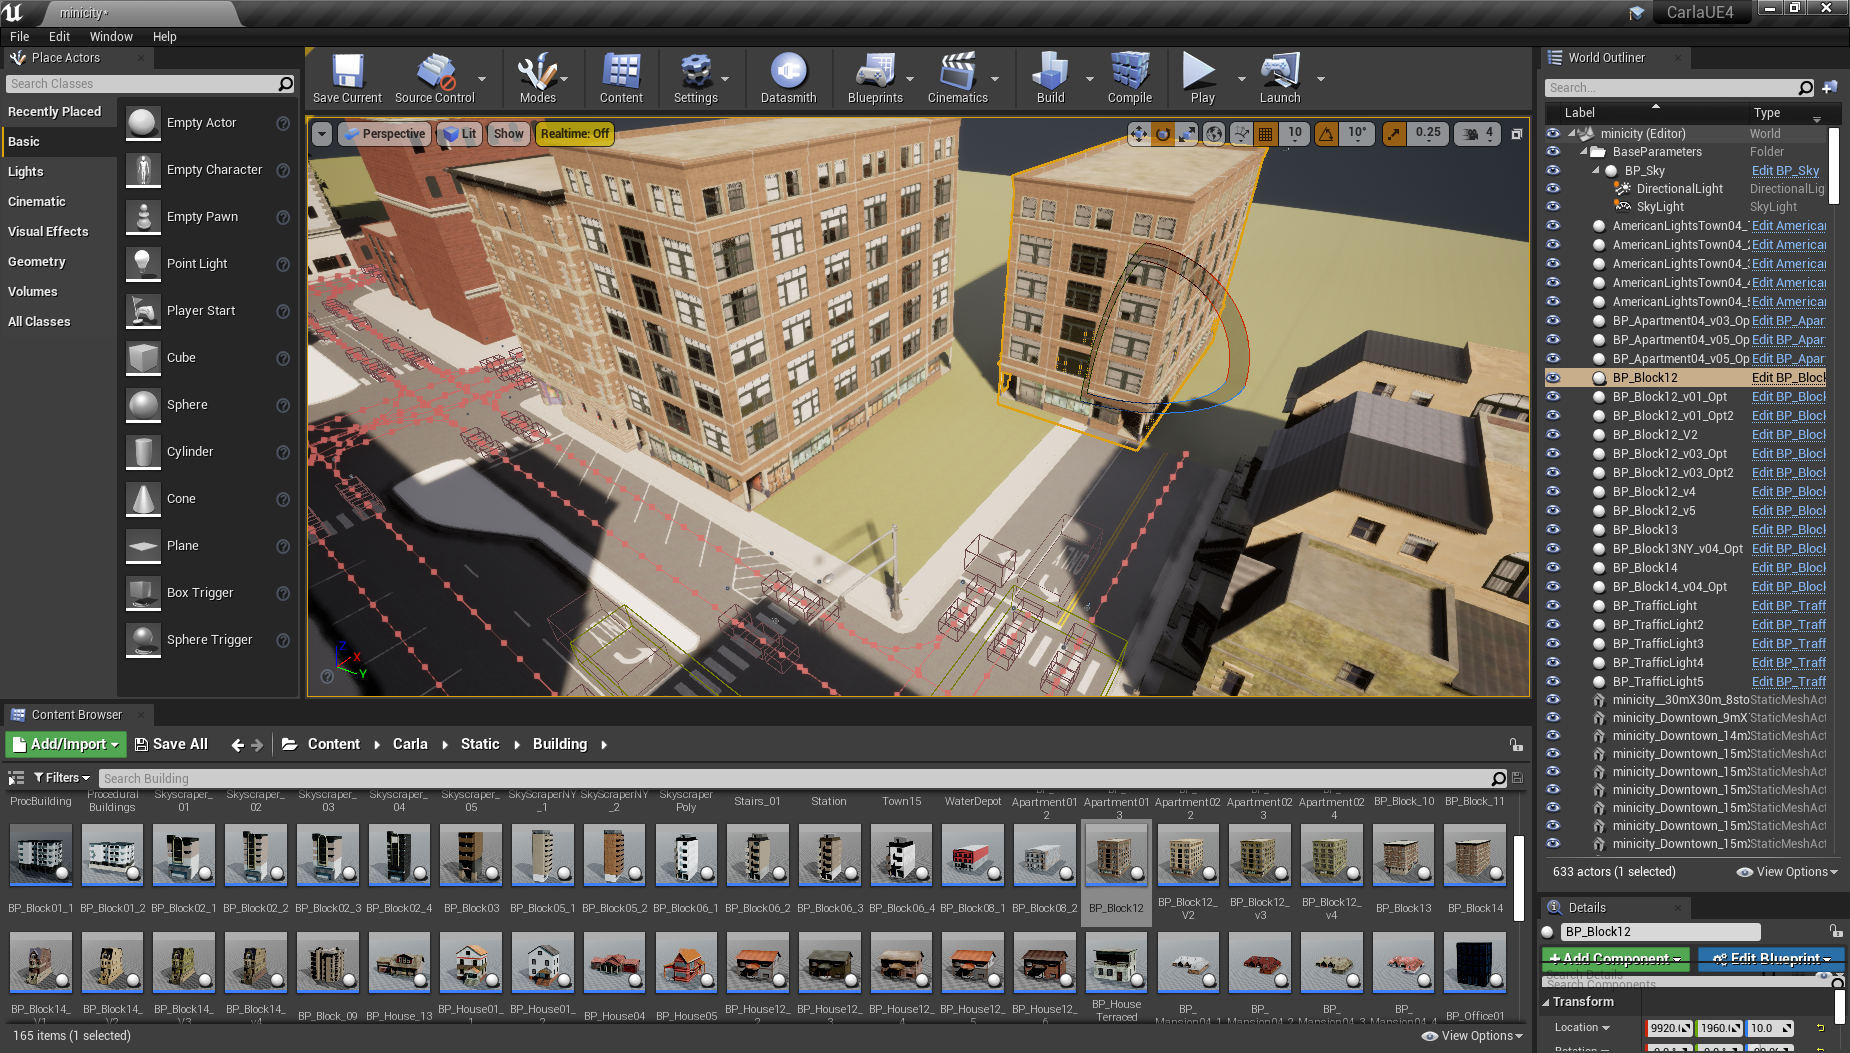 minicity*
CarlaUE4
File Edit Window Help
Place Actors
Search Classes
Recently Placed
Basic
Lights
Cinematic
Visual Effects
Geometry
Volumes
All Classes
Empty Actor
Empty Character
Empty Pawn
Point Light
Player Start
Cube
Sphere
Cylinder
Cone
Plane
Box Trigger
Sphere Trigger
Save Current Source Control Modes Content Settings Datasmith Blueprints Cinematics Build Compile Play Launch
Perspective Lit Show Realtime: Off 10 10° 0.25 4
X
Y
ONLY
World Outliner
Search...
Label Type
minicity (Editor) World
BaseParameters Folder
BP_Sky Edit BP_Sky
DirectionalLight DirectionalLig
SkyLight SkyLight
AmericanLightsTown04_ Edit America
AmericanLightsTown04_ Edit America
AmericanLightsTown04_ Edit America
AmericanLightsTown04_ Edit America
AmericanLightsTown04_ Edit America
BP_Apartment04_v03_Op Edit BP_Apar
BP_Apartment04_v05_Op Edit BP_Apar
BP_Apartment04_v05_Op Edit BP_Apar
BP_Block12 Edit BP_Block
BP_Block12_v01_Opt Edit BP_Block
BP_Block12_v01_Opt2 Edit BP_Block
BP_Block12_V2 Edit BP_Block
BP_Block12_v03_Opt Edit BP_Block
BP_Block12_v03_Opt2 Edit BP_Block
BP_Block12_v4 Edit BP_Block
BP_Block12_v5 Edit BP_Block
BP_Block13 Edit BP_Block
BP_Block13NY_v04_Opt Edit BP_Block
BP_Block14 Edit BP_Block
BP_Block14_v04_Opt Edit BP_Block
BP_TrafficLight Edit BP_Traff
BP_TrafficLight2 Edit BP_Traff
BP_TrafficLight3 Edit BP_Traff
BP_TrafficLight4 Edit BP_Traff
BP_TrafficLight5 Edit BP_Traff
minicity__30mX30m_8sto StaticMeshAct
minicity_Downtown_9mX StaticMeshAct
minicity_Downtown_14m StaticMeshAct
minicity_Downtown_15m StaticMeshAct
minicity_Downtown_15m StaticMeshAct
minicity_Downtown_15m StaticMeshAct
minicity_Downtown_15m StaticMeshAct
minicity_Downtown_15m StaticMeshAct
minicity_Downtown_15m StaticMeshAct
633 actors (1 selected) View Options
Details
BP_Block12
+ Add Component Edit Blueprint
Search Details
Search Components
Transform
Location 9920. 1960. 10.0
Content Browser
Add/Import Save All Content Carla Static Building
Filters Search Building
ProcBuilding Procedural Buildings Skyscraper_01 Skyscraper_02 Skyscraper_03 Skyscraper_04 Skyscraper_05 SkyScraperNY_1 SkyScraperNY_2 Skyscraper Poly Stairs_01 Station Town15 WaterDepot Apartment01 2 Apartment01 3 Apartment02 2 Apartment02 3 Apartment02 4 BP_Block_10 BP_Block_11
BP_Block01_1 BP_Block01_2 BP_Block02_1 BP_Block02_2 BP_Block02_3 BP_Block02_4 BP_Block03 BP_Block05_1 BP_Block05_2 BP_Block06_1 BP_Block06_2 BP_Block06_3 BP_Block06_4 BP_Block08_1 BP_Block08_2 BP_Block12 BP_Block12_V2 BP_Block12_v3 BP_Block12_v4 BP_Block13 BP_Block14
BP_Block14_V1 BP_Block14_V2 BP_Block14_V3 BP_Block14_v4 BP_Block_09 BP_House_13 BP_House01_1 BP_House01_2 BP_House04 BP_House05 BP_House12_2 BP_House12_3 BP_House12_4 BP_House12_5 BP_House12_6 BP_House Terraced BP_Mansion04_1 BP_Mansion04_2 BP_Mansion04_3 BP_Mansion04_4 BP_Office01
165 items (1 selected) View Options